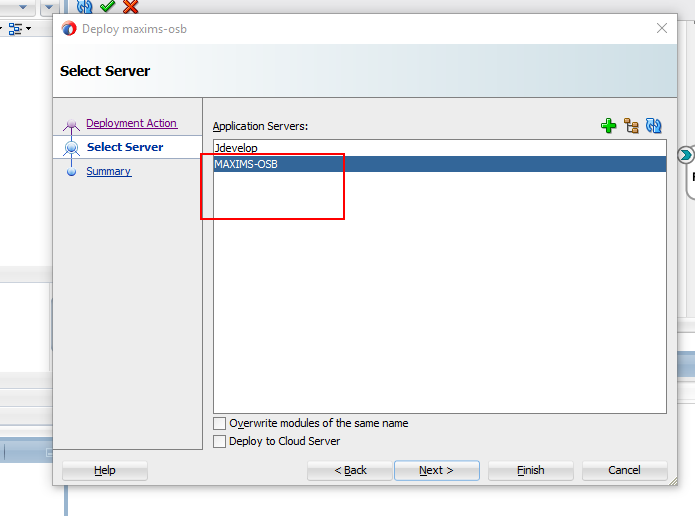 Deploy maxims-osb
Select Server
Deployment Action
Select Server
Summary
Application Servers:
Jdevelop
MAXIMS-OSB
Overwrite modules of the same name
Deploy to Cloud Server
Help
< Back
Next >
Finish
Cancel